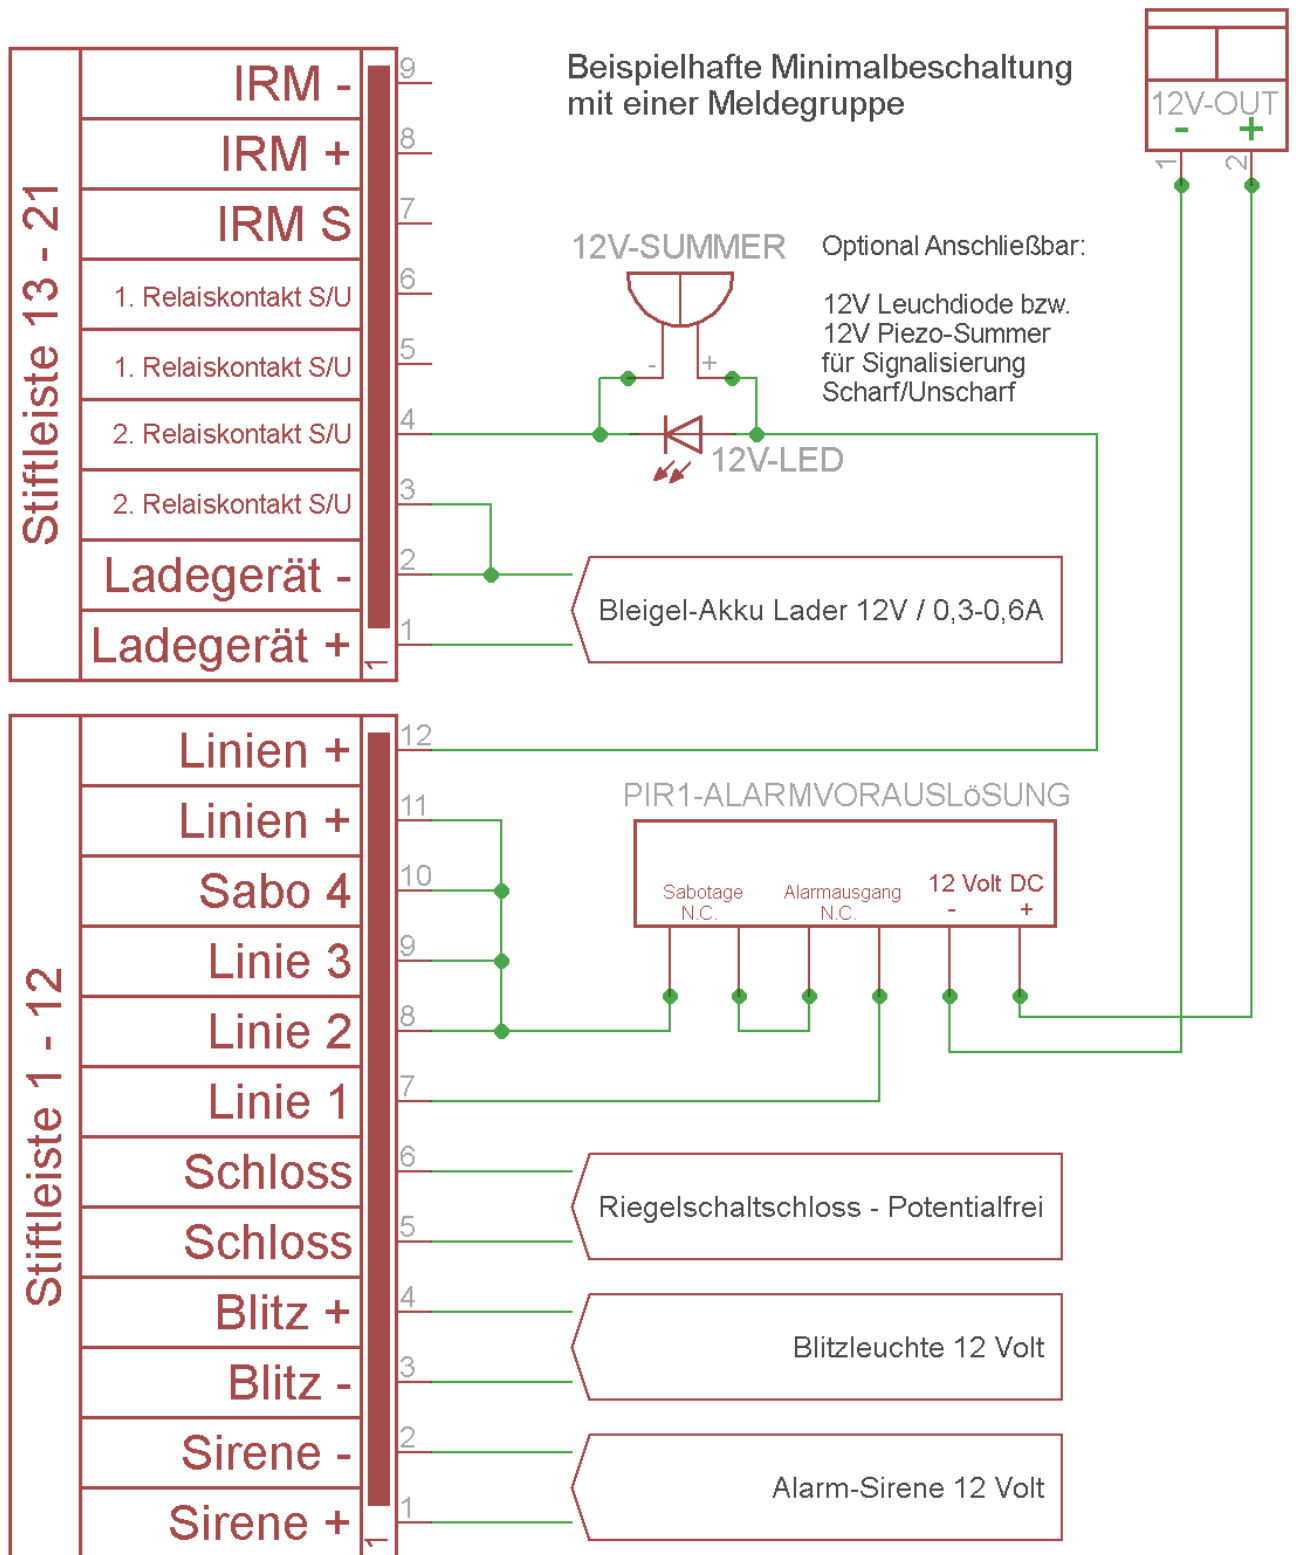 Beispielhafte Minimalbeschaltung
mit einer Meldegruppe
12V-OUT
- +
1 2
Stiftleiste 13 - 21
IRM - 9
IRM + 8
IRM S 7
1. Relaiskontakt S/U 6
1. Relaiskontakt S/U 5
2. Relaiskontakt S/U 4
2. Relaiskontakt S/U 3
Ladegerät - 2
Ladegerät + 1
1
12V-SUMMER
- +
12V-LED
Optional Anschließbar:
12V Leuchdiode bzw.
12V Piezo-Summer
für Signalisierung
Scharf/Unscharf
Bleigel-Akku Lader 12V / 0,3-0,6A
Stiftleiste 1 - 12
Linien + 12
Linien + 11
Sabo 4 10
Linie 3 9
Linie 2 8
Linie 1 7
Schloss 6
Schloss 5
Blitz + 4
Blitz - 3
Sirene - 2
Sirene + 1
1
PIR1-ALARMVORAUSLöSUNG
Sabotage
N.C.
Alarmausgang
N.C.
12 Volt DC
- +
Riegelschaltschloss - Potentialfrei
Blitzleuchte 12 Volt
Alarm-Sirene 12 Volt